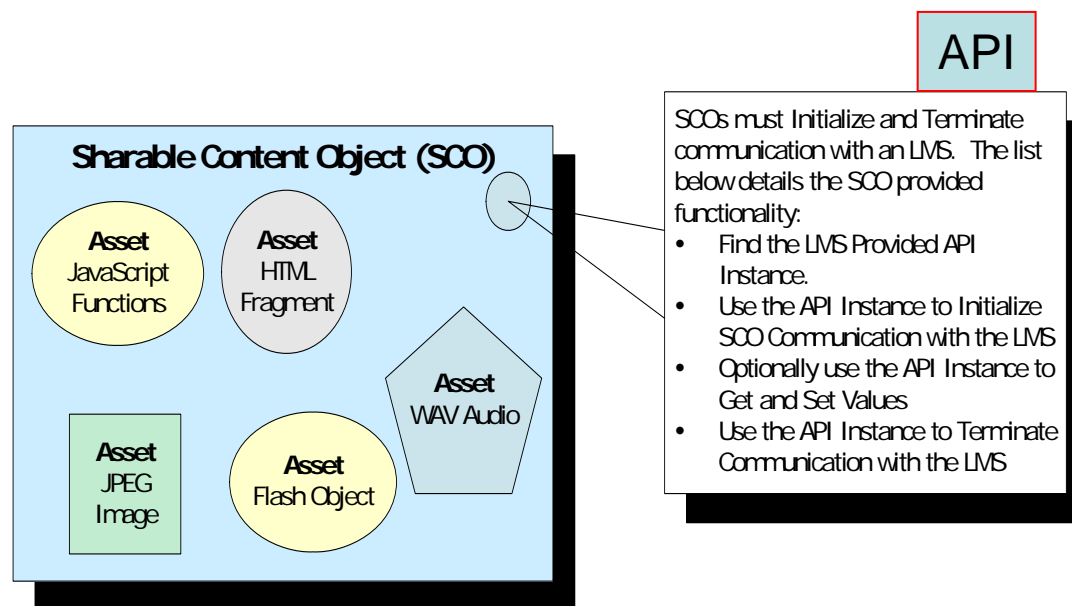 API
Sharable Content Object (SCO)
Asset
JavaScript
Functions
Asset
HTML
Fragment
Asset
WAV Audio
Asset
JPEG
Image
Asset
Flash Object
SCOs must Initialize and Terminate
communication with an LMS. The list
below details the SCO provided
functionality:
• Find the LMS Provided API
Instance.
• Use the API Instance to Initialize
SCO Communication with the LMS
• Optionally use the API Instance to
Get and Set Values
• Use the API Instance to Terminate
Communication with the LMS